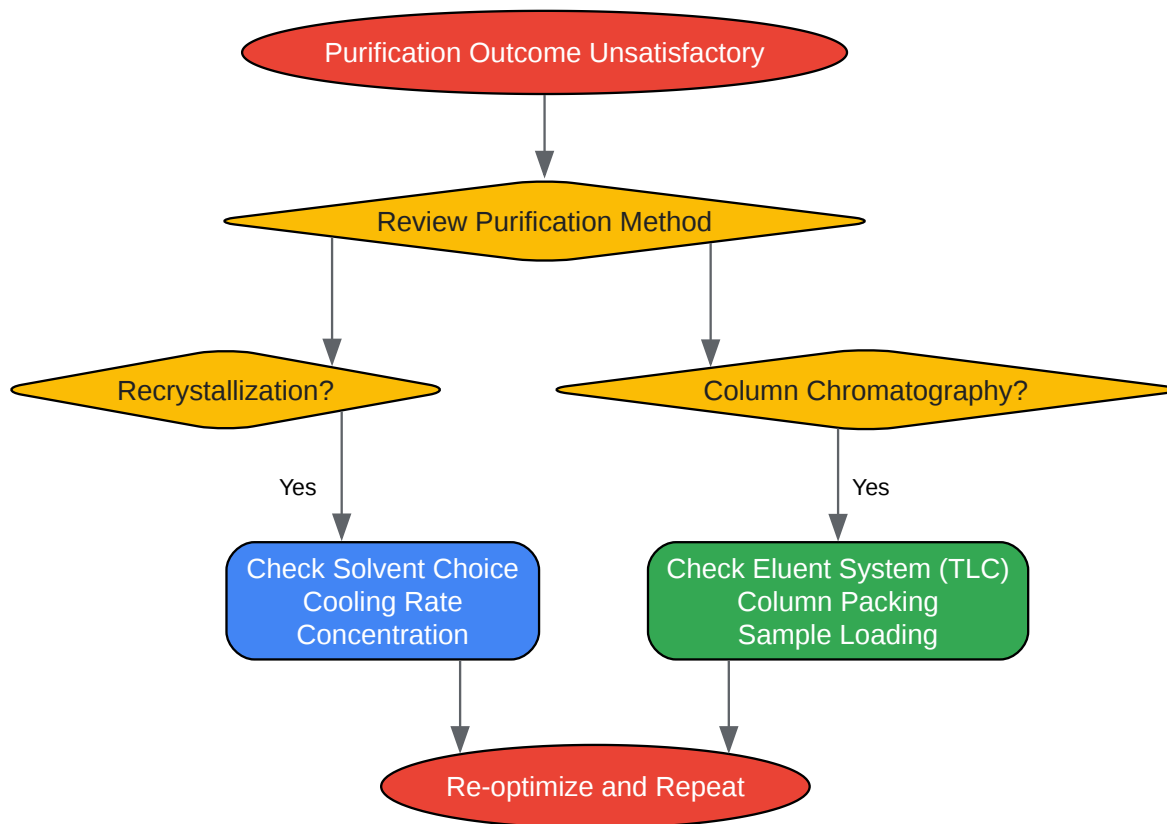 Purification Outcome Unsatisfactory
Review Purification Method
Recrystallization?
Column Chromatography?
Yes
Yes
Check Solvent Choice
Cooling Rate
Concentration
Check Eluent System (TLC)
Column Packing
Sample Loading
Re-optimize and Repeat